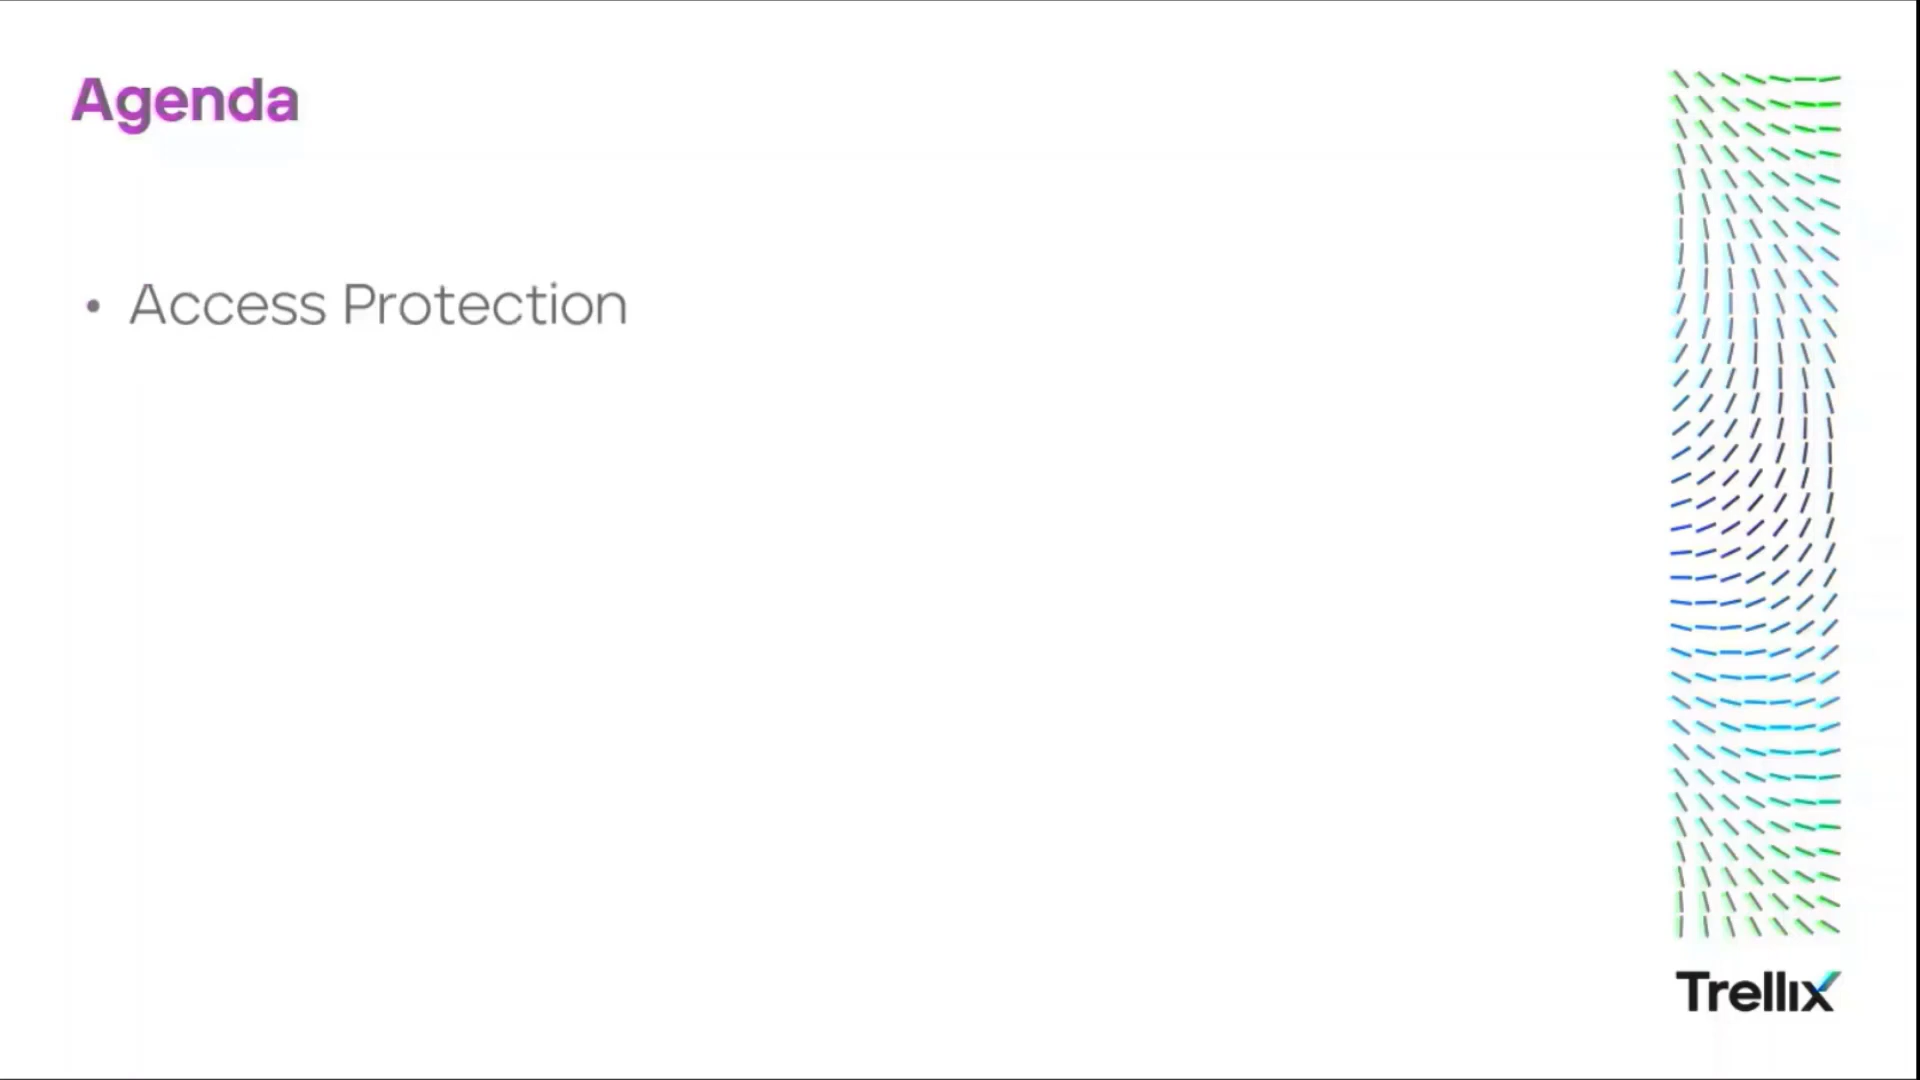 Agenda
• Access Protection
Trellix